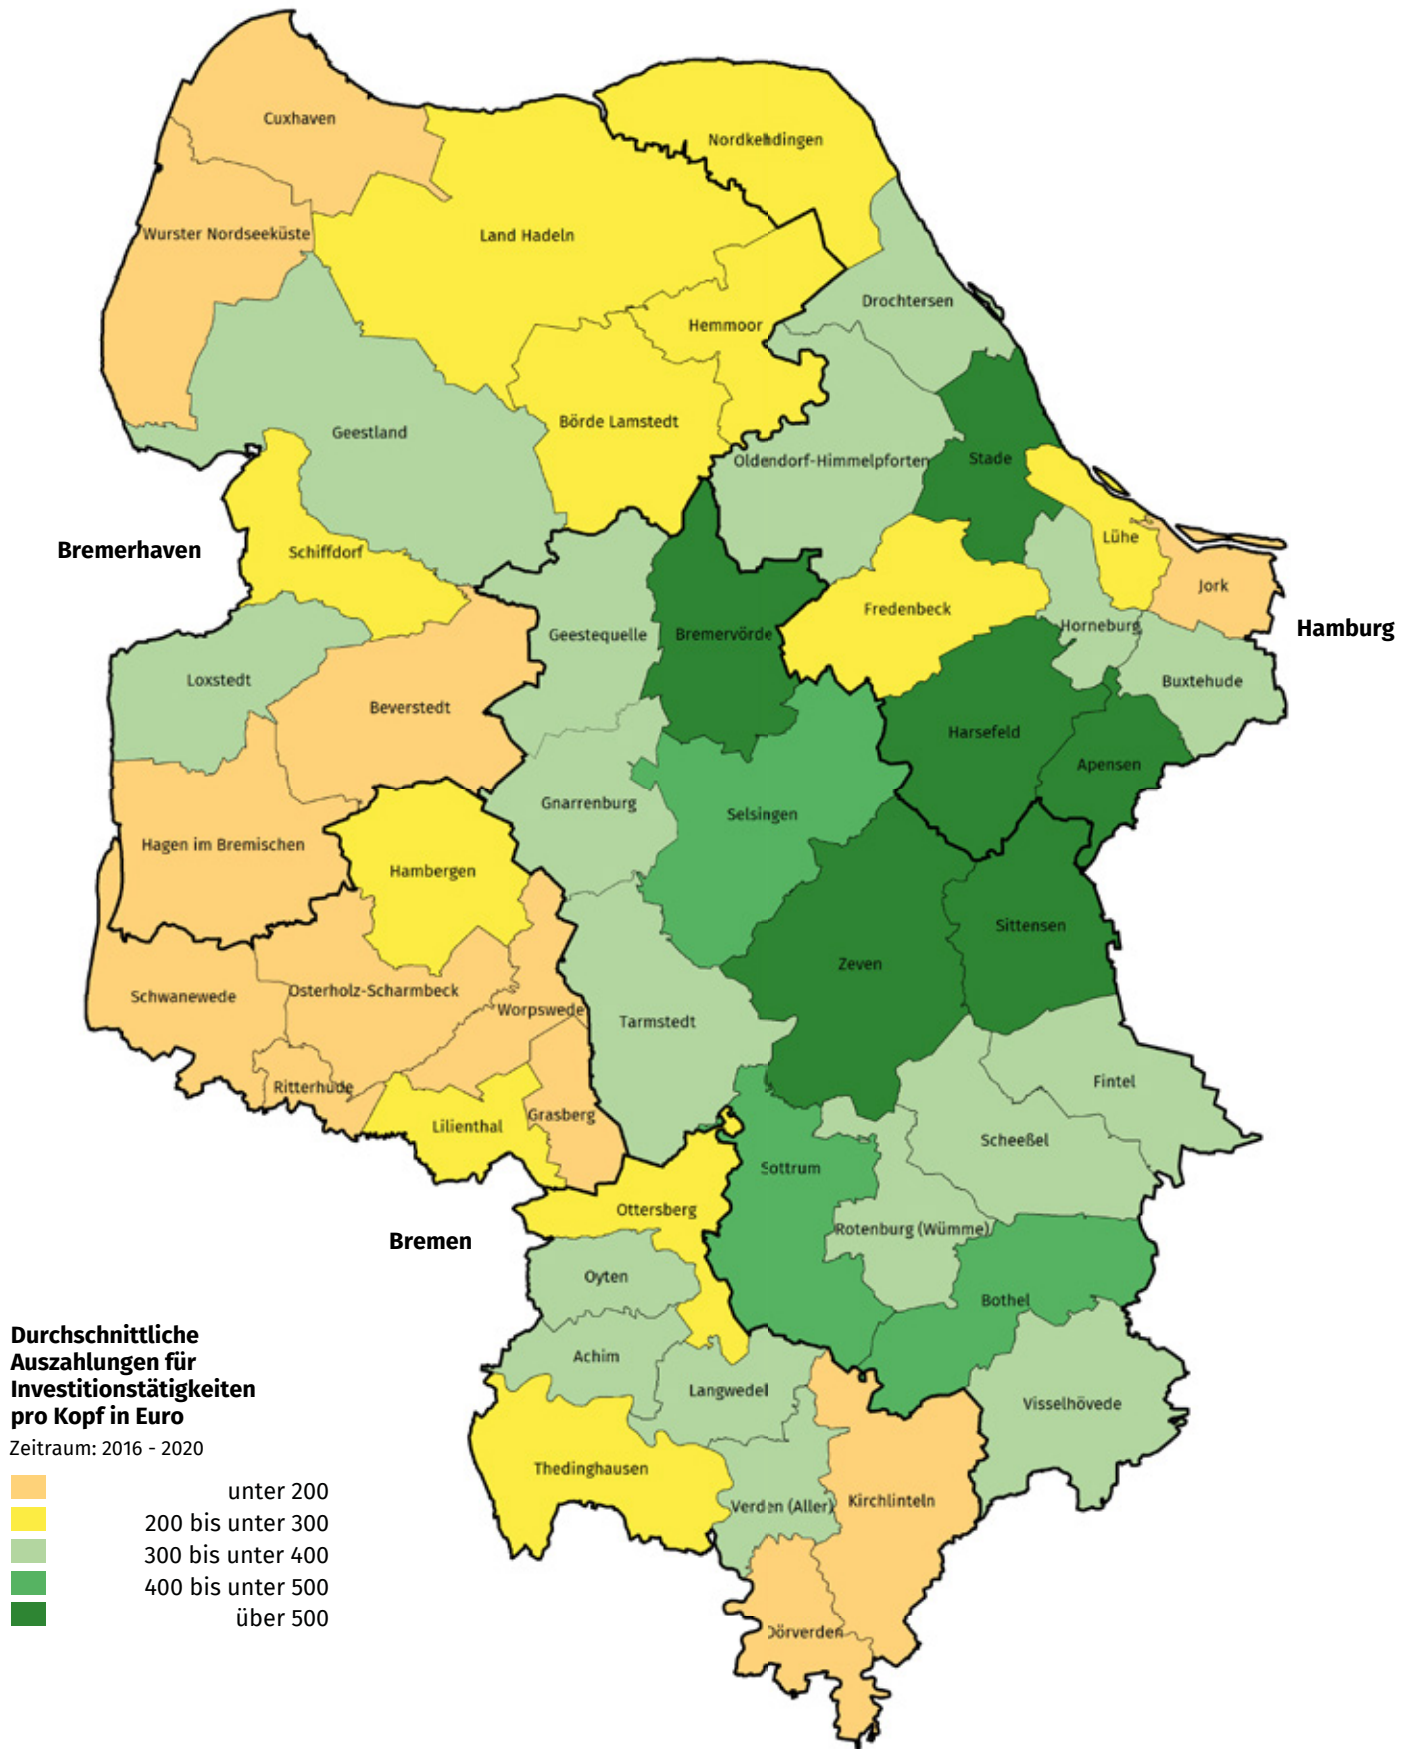 Cuxhaven
Nordkehdingen
Wurster Nordseeküste
Land Hadeln
Drochtersen
Hemmoor
Börde Lamstedt
Geestland
Oldendorf-Himmelpforten
Stade
Lühe
Bremerhaven
Schiffdorf
Jork
Fredenbeck
Hamburg
Geestequelle
Bremervörde
Horneburg
Loxstedt
Buxtehude
Beverstedt
Harsefeld
Apensen
Gnarrenburg
Selsingen
Hagen im Bremischen
Hambergen
Sittensen
Zeven
Schwanewede
Osterholz-Scharmbeck
Worpswede
Tarmstedt
Fintel
Ritterhude
Grasberg
Lilienthal
Scheeßel
Sottrum
Ottersberg
Rotenburg (Wümme)
Bremen
Oyten
Bothel
Achim
Langwedel
Visselhövede
Thedinghausen
Kirchlinteln
Verden (Aller)
Dörverden
Durchschnittliche
Auszahlungen für
Investitionstätigkeiten
pro Kopf in Euro
Zeitraum: 2016 - 2020
unter 200
200 bis unter 300
300 bis unter 400
400 bis unter 500
über 500